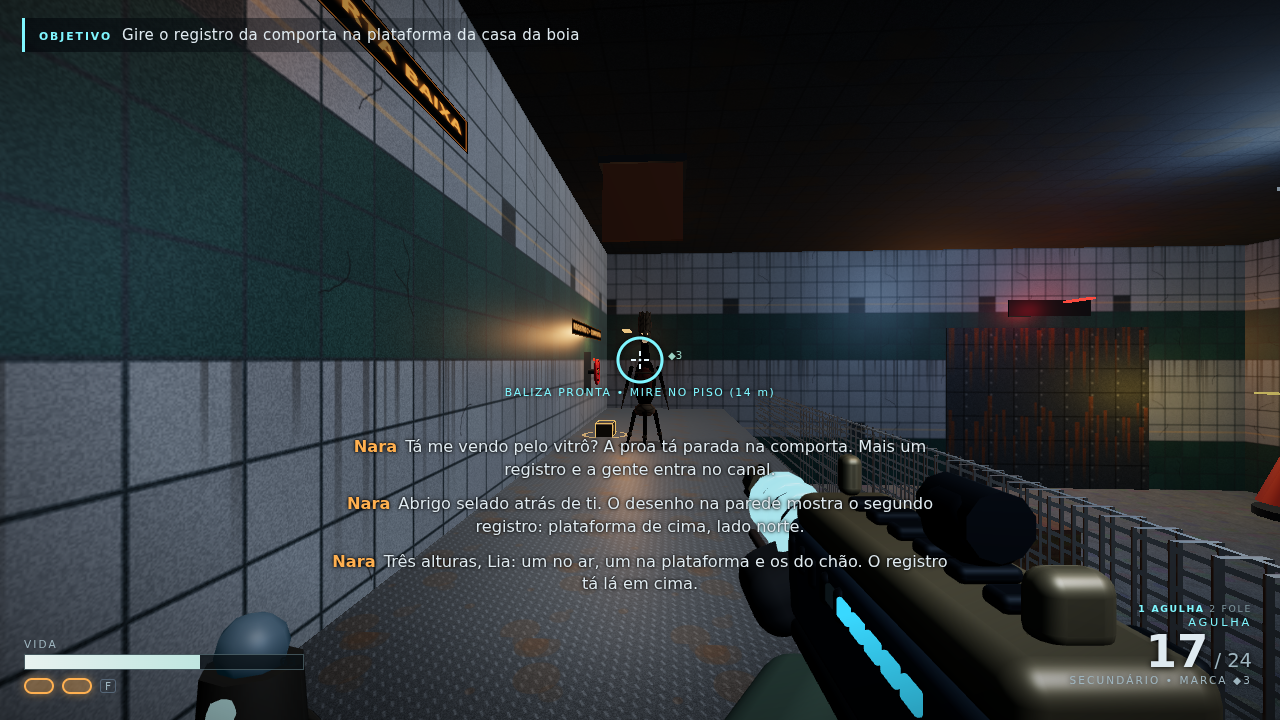 OBJETIVO Gire o registro da comporta na plataforma da casa da boia
RTA BAIXA
◆3
BALIZA PRONTA • MIRE NO PISO (14 m)
Nara Tá me vendo pelo vitrô? A proa tá parada na comporta. Mais um
registro e a gente entra no canal.
Nara Abrigo selado atrás de ti. O desenho na parede mostra o segundo
registro: plataforma de cima, lado norte.
Nara Três alturas, Lia: um no ar, um na plataforma e os do chão. O registro
tá lá em cima.
VIDA
F
1 AGULHA 2 FOLE
AGULHA
17 / 24
SECUNDÁRIO • MARCA ◆3